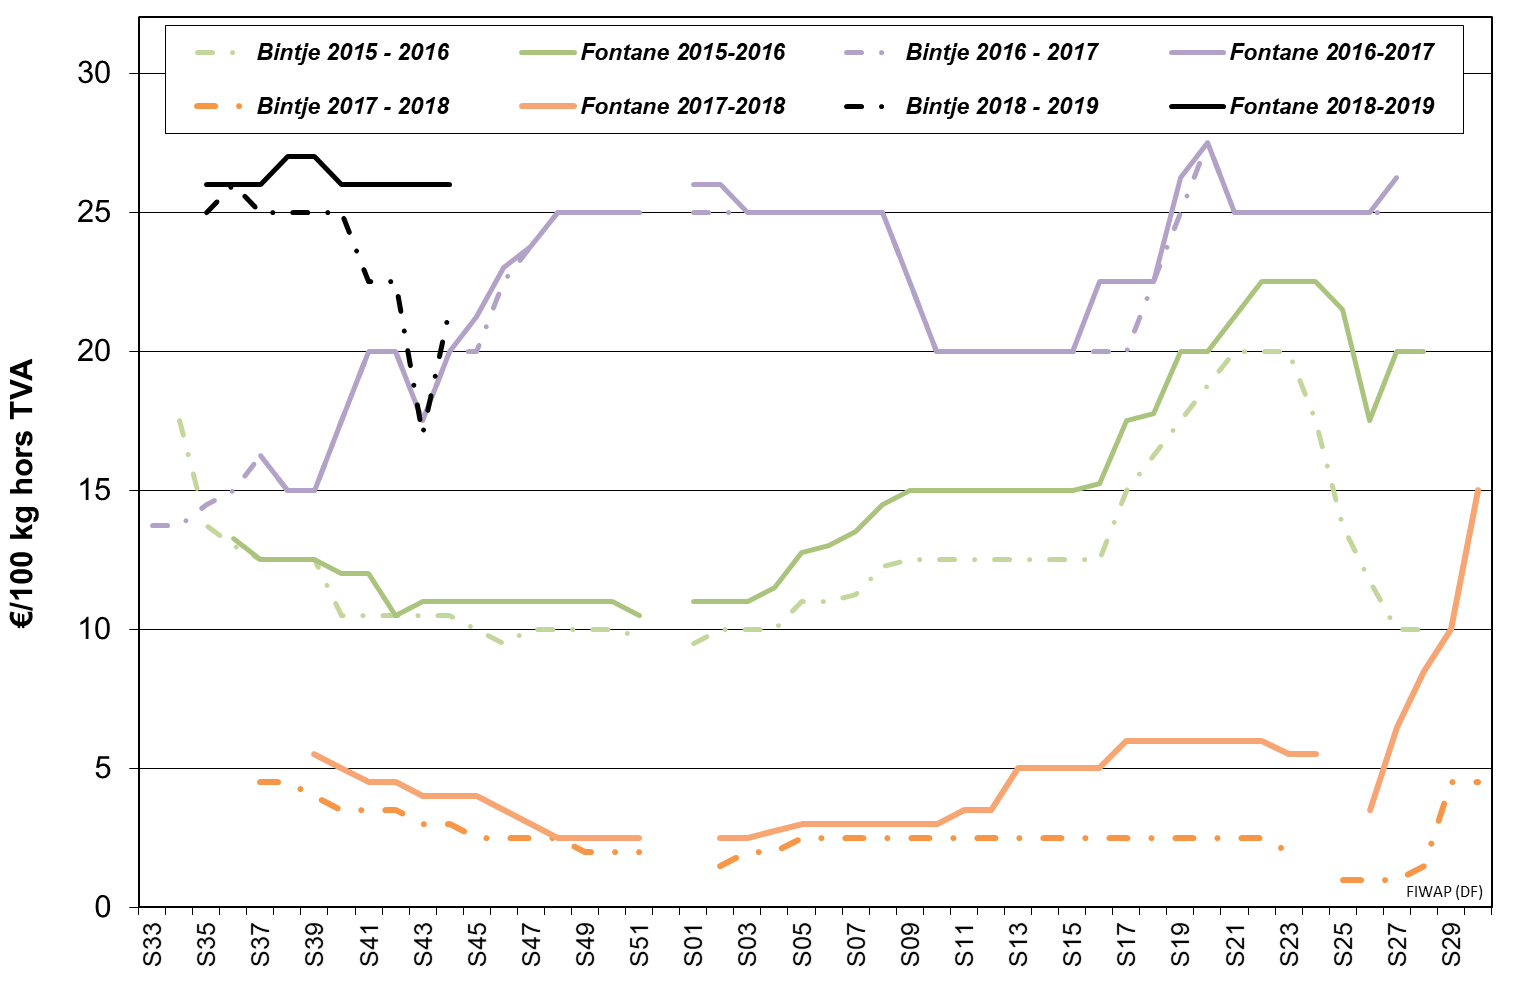 Bintje 2015 - 2016 Fontane 2015-2016 Bintje 2016 - 2017 Fontane 2016-2017
Bintje 2017 - 2018 Fontane 2017-2018 Bintje 2018 - 2019 Fontane 2018-2019
€/100 kg hors TVA
30
25
20
15
10
5
0
FIWAP (DF)
S33 S35 S37 S39 S41 S43 S45 S47 S49 S51 S01 S03 S05 S07 S09 S11 S13 S15 S17 S19 S21 S23 S25 S27 S29